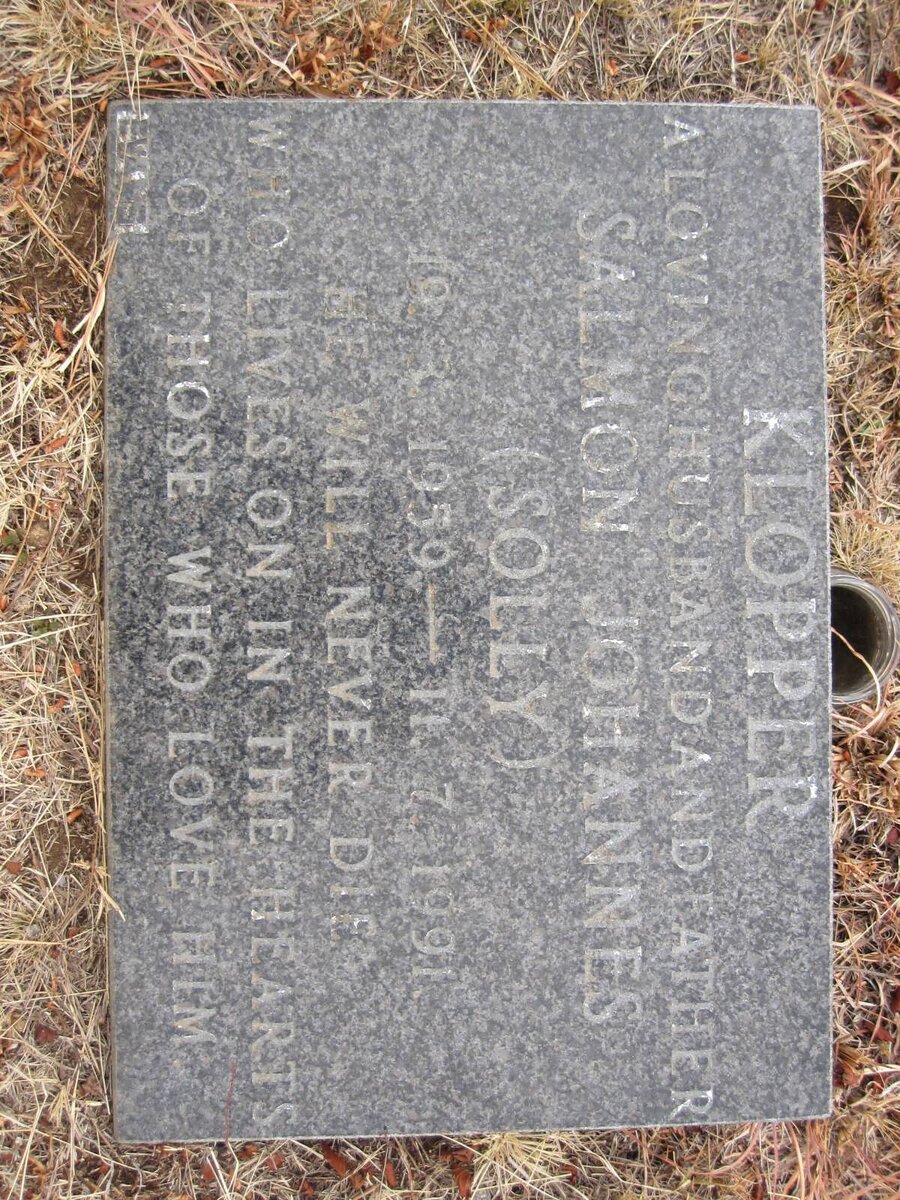 KLOPPER
A LOVING HUSBAND AND FATHER
SALMON JOHANNES
(SOLLY)
19. 1959 — 11. 7. 1991.
HE WILL NEVER DIE
WHO LIVES ON IN THE HEARTS
OF THOSE WHO LOVE HIM